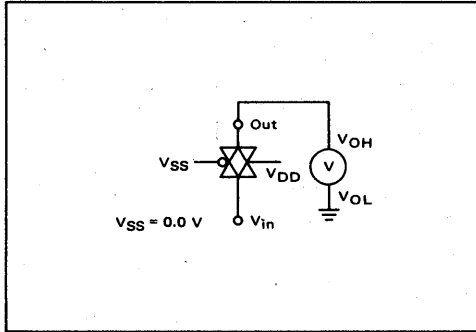 Out
VOH
VSS
VDD
V
VOL
VSS = 0.0 V
Vin